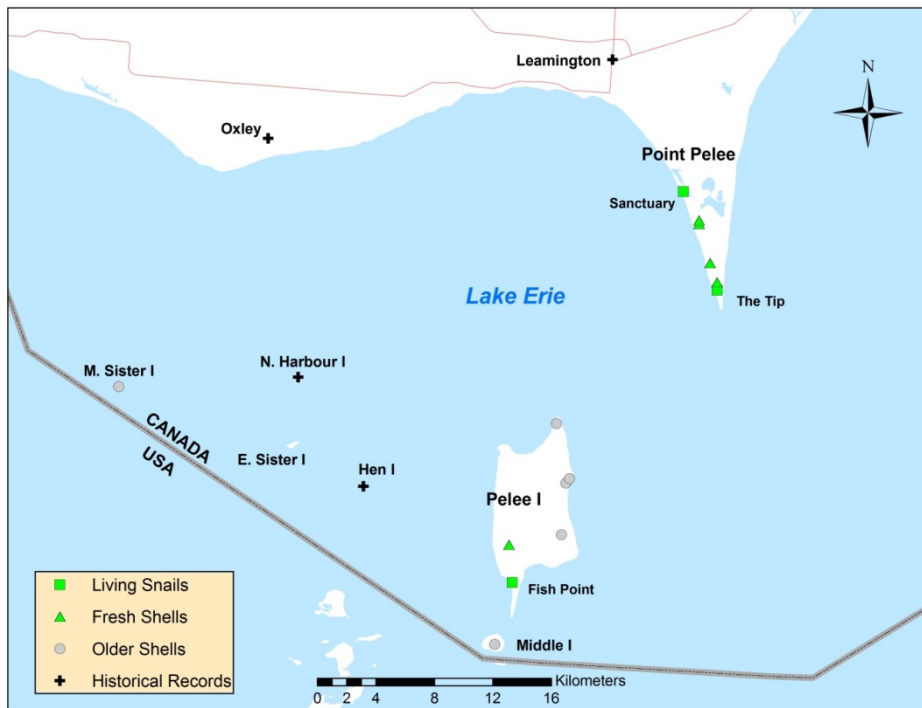 Leamington
N
Oxley
Point Pelee
Sanctuary
Lake Erie
The Tip
N. Harbour I
M. Sister I
CANADA
USA
E. Sister I
Hen I
Pelee I
Fish Point
Middle I
Living Snails
Fresh Shells
Older Shells
Historical Records
Kilometers
0 2 4 8 12 16